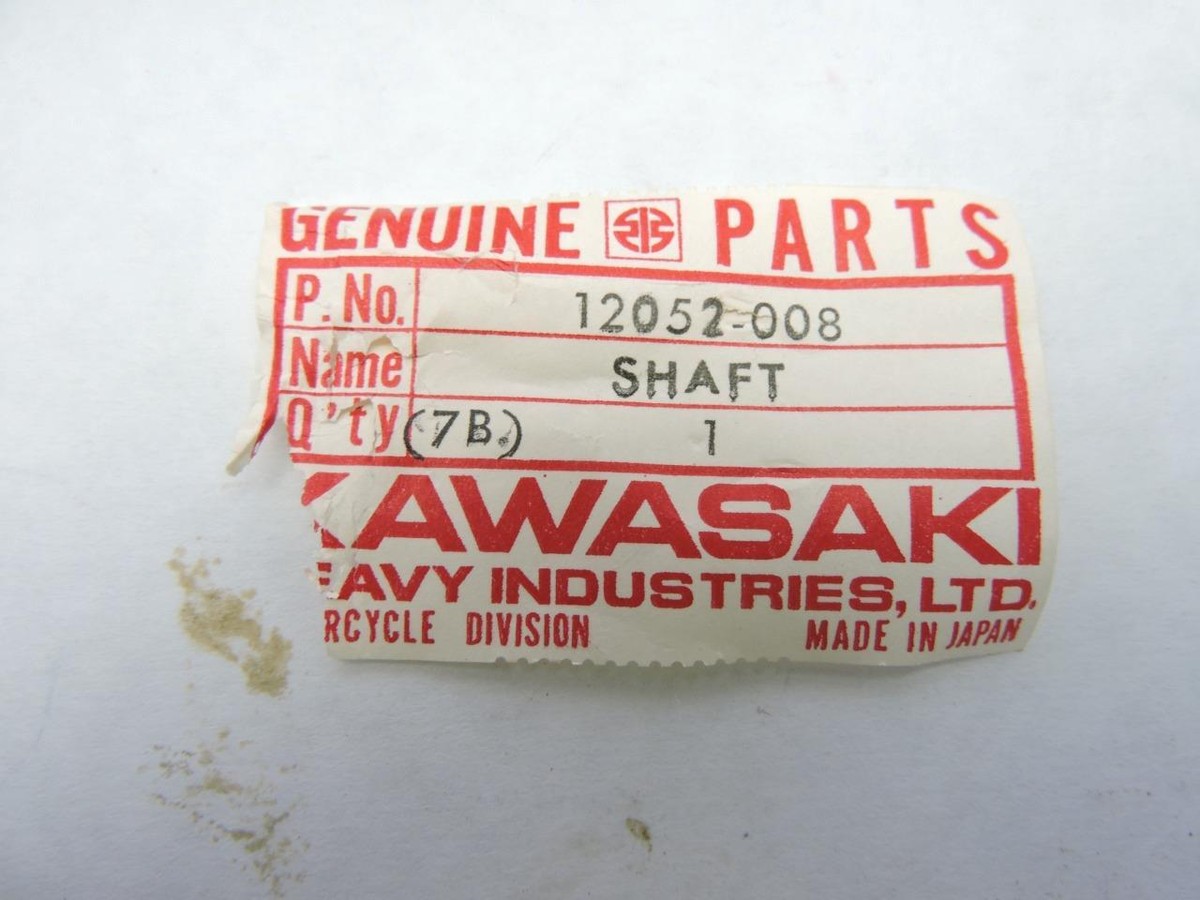 GENUINE PARTS
P. No. 12052-008
Name SHAFT
Q'ty (7B.) 1
KAWASAKI
EAVY INDUSTRIES, LTD.
RCYCLE DIVISION MADE IN JAPAN